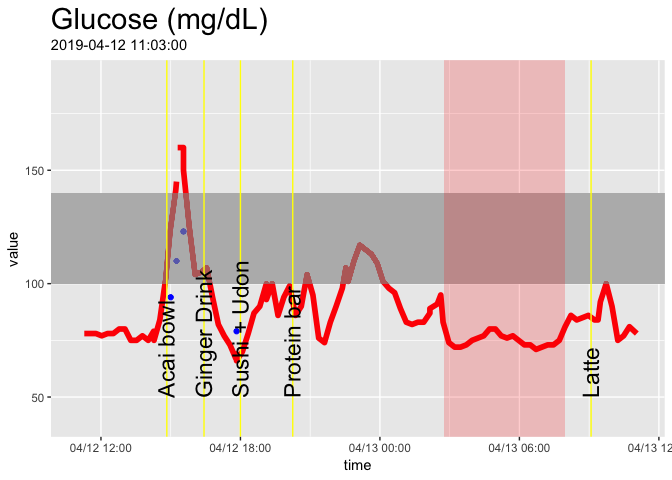 Glucose (mg/dL)
2019-04-12 11:03:00
value
150
100
50
Acai bowl
Ginger Drink
Sushi + Udon
Protein bar
Latte
04/12 12:00
04/12 18:00
04/13 00:00
04/13 06:00
04/13 12
time